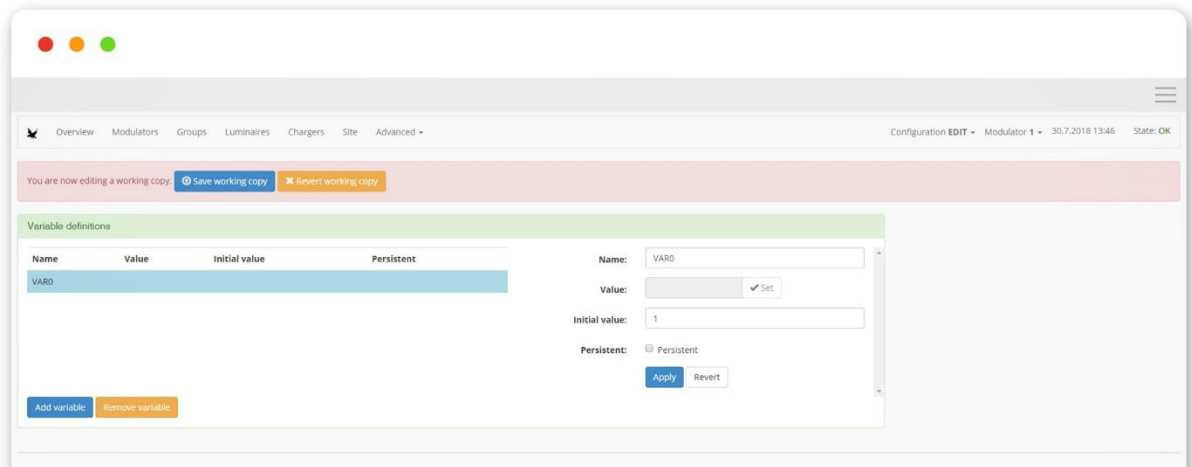 Overview Modulators Groups Luminaires Chargers Site Advanced Configuration EDIT Modulator 1 30.7.2018 13:46 State: OK
You are now editing a working copy. Save working copy Revert working copy
Variable definitions
Name Value Initial value Persistent
VAR0
Name: VAR0
Value: Set
Initial value: 1
Persistent: Persistent
Apply Revert
Add variable Remove variable